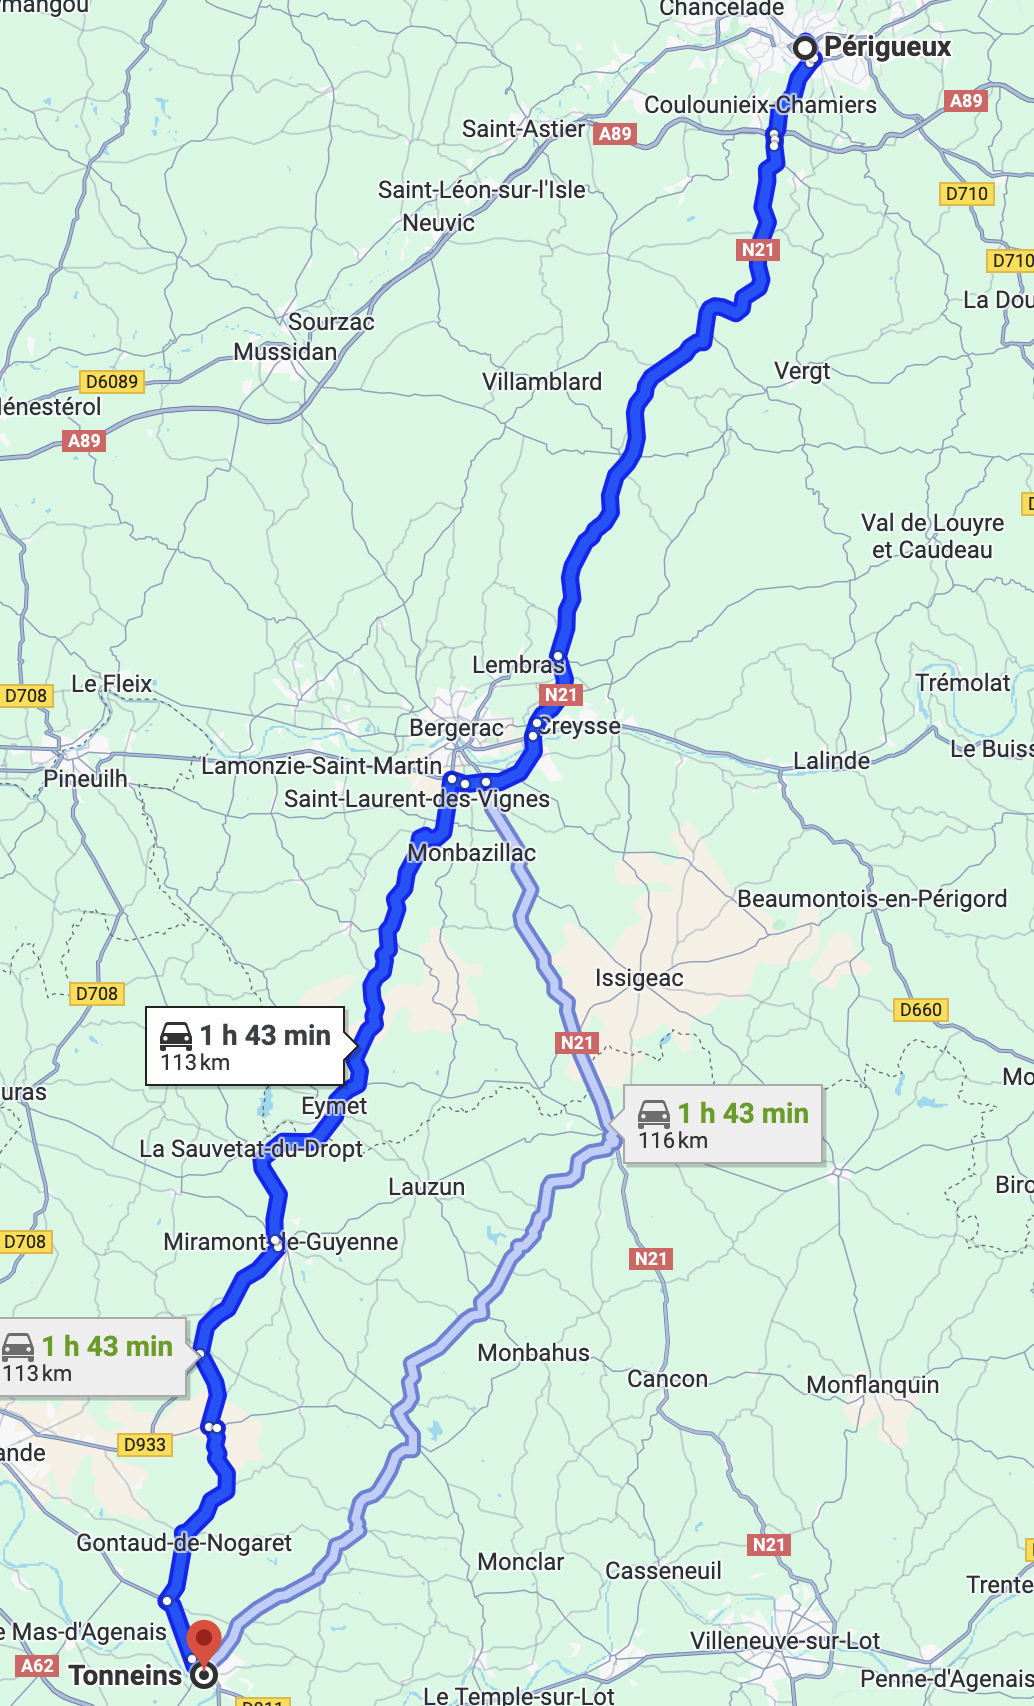 ymangou
Chancelade
Périgueux
Coulounieix-Chamiers
A89
Saint-Astier
A89
Saint-Léon-sur-l'Isle
D710
Neuvic
N21
D710
La Dou
Sourzac
Mussidan
Vergt
D6089
Villamblard
énestérol
A89
Val de Louyre
et Caudeau
Lembras
Le Fleix
Trémolat
D708
N21
Bergerac
Creysse
Le Buiss
Lalinde
Lamonzie-Saint-Martin
Pineuilh
Saint-Laurent-des-Vignes
Monbazillac
Beaumontois-en-Périgord
Issigeac
D708
D660
1 h 43 min
113 km
N21
Mo
uras
Eymet
1 h 43 min
116 km
La Sauvetat-du-Dropt
Lauzun
Biro
D708
Miramont-de-Guyenne
N21
1 h 43 min
113 km
Monbahus
Cancon
Monflanquin
D933
ande
Gontaud-de-Nogaret
N21
Monclar
Casseneuil
Trente
e Mas-d'Agenais
Villeneuve-sur-Lot
A62
Tonneins
Penne-d'Agenais
Le Temple-sur-Lot